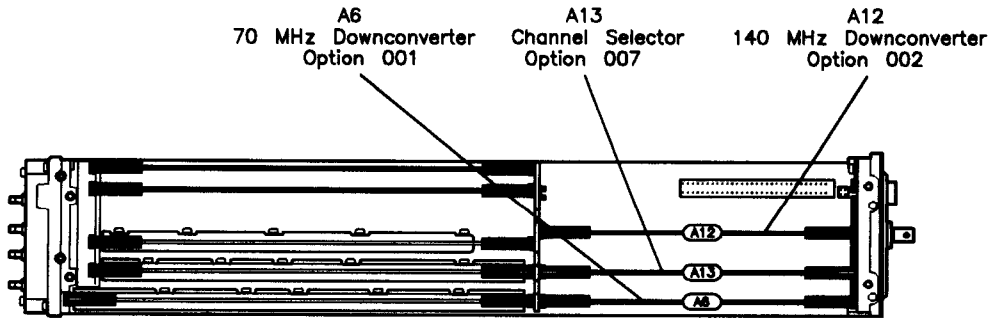 A6
70 MHz Downconverter
Option 001
A13
Channel Selector
Option 007
A12
140 MHz Downconverter
Option 002
A12
A13
A6